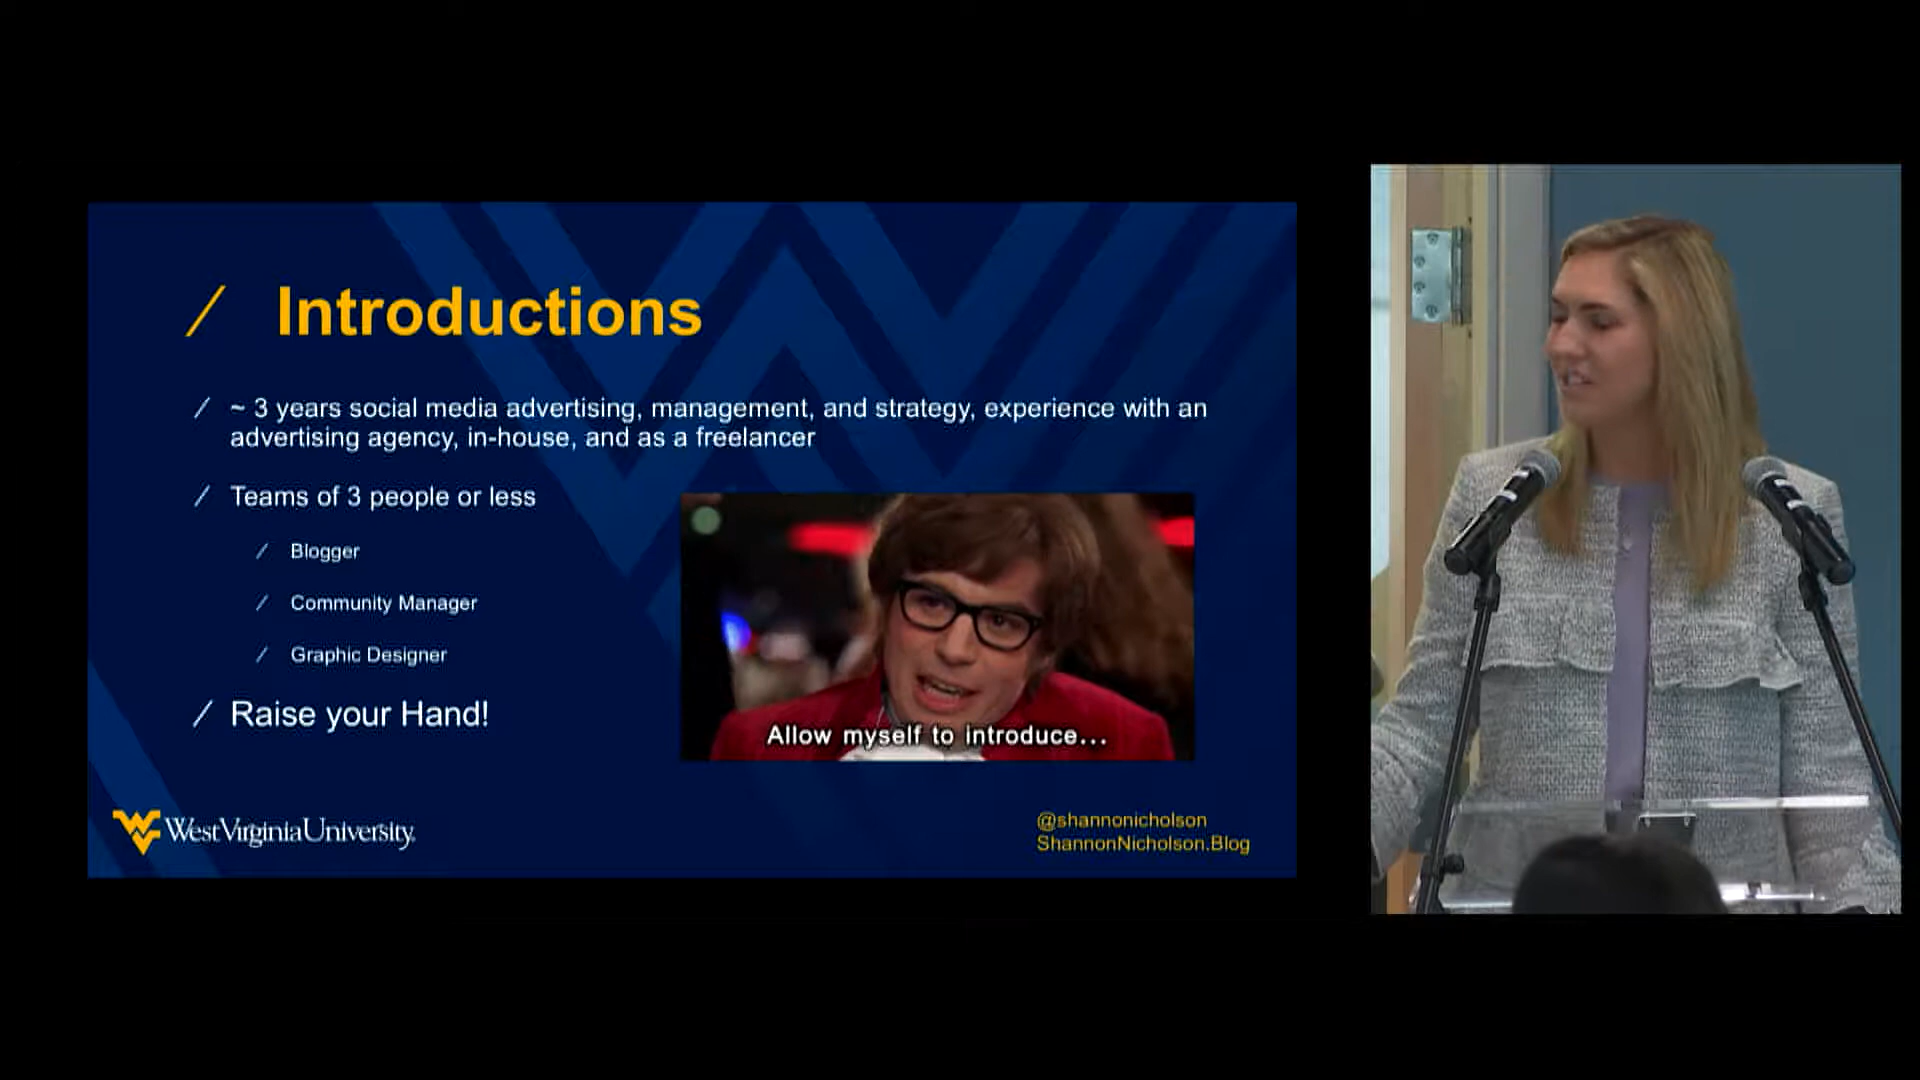 Introductions
~ 3 years social media advertising, management, and strategy, experience with an
advertising agency, in-house, and as a freelancer
Teams of 3 people or less
Blogger
Community Manager
Graphic Designer
Raise your Hand!
Allow myself to introduce...
WestVirginiaUniversity.
@shannonicholson
ShannonNicholson.Blog